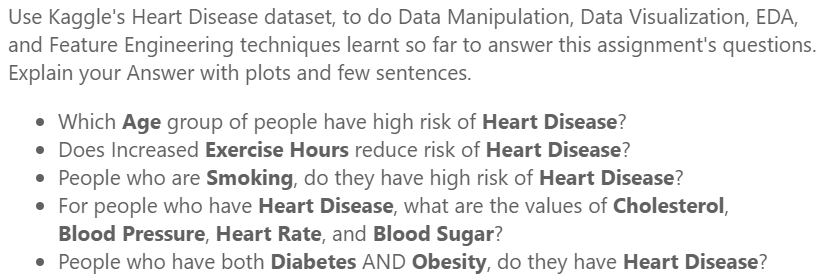 Use Kaggle's Heart Disease dataset, to do Data Manipulation, Data Visualization, EDA,
and Feature Engineering techniques learnt so far to answer this assignment's questions.
Explain your Answer with plots and few sentences.
• Which Age group of people have high risk of Heart Disease?
• Does Increased Exercise Hours reduce risk of Heart Disease?
• People who are Smoking, do they have high risk of Heart Disease?
• For people who have Heart Disease, what are the values of Cholesterol,
Blood Pressure, Heart Rate, and Blood Sugar?
• People who have both Diabetes AND Obesity, do they have Heart Disease?